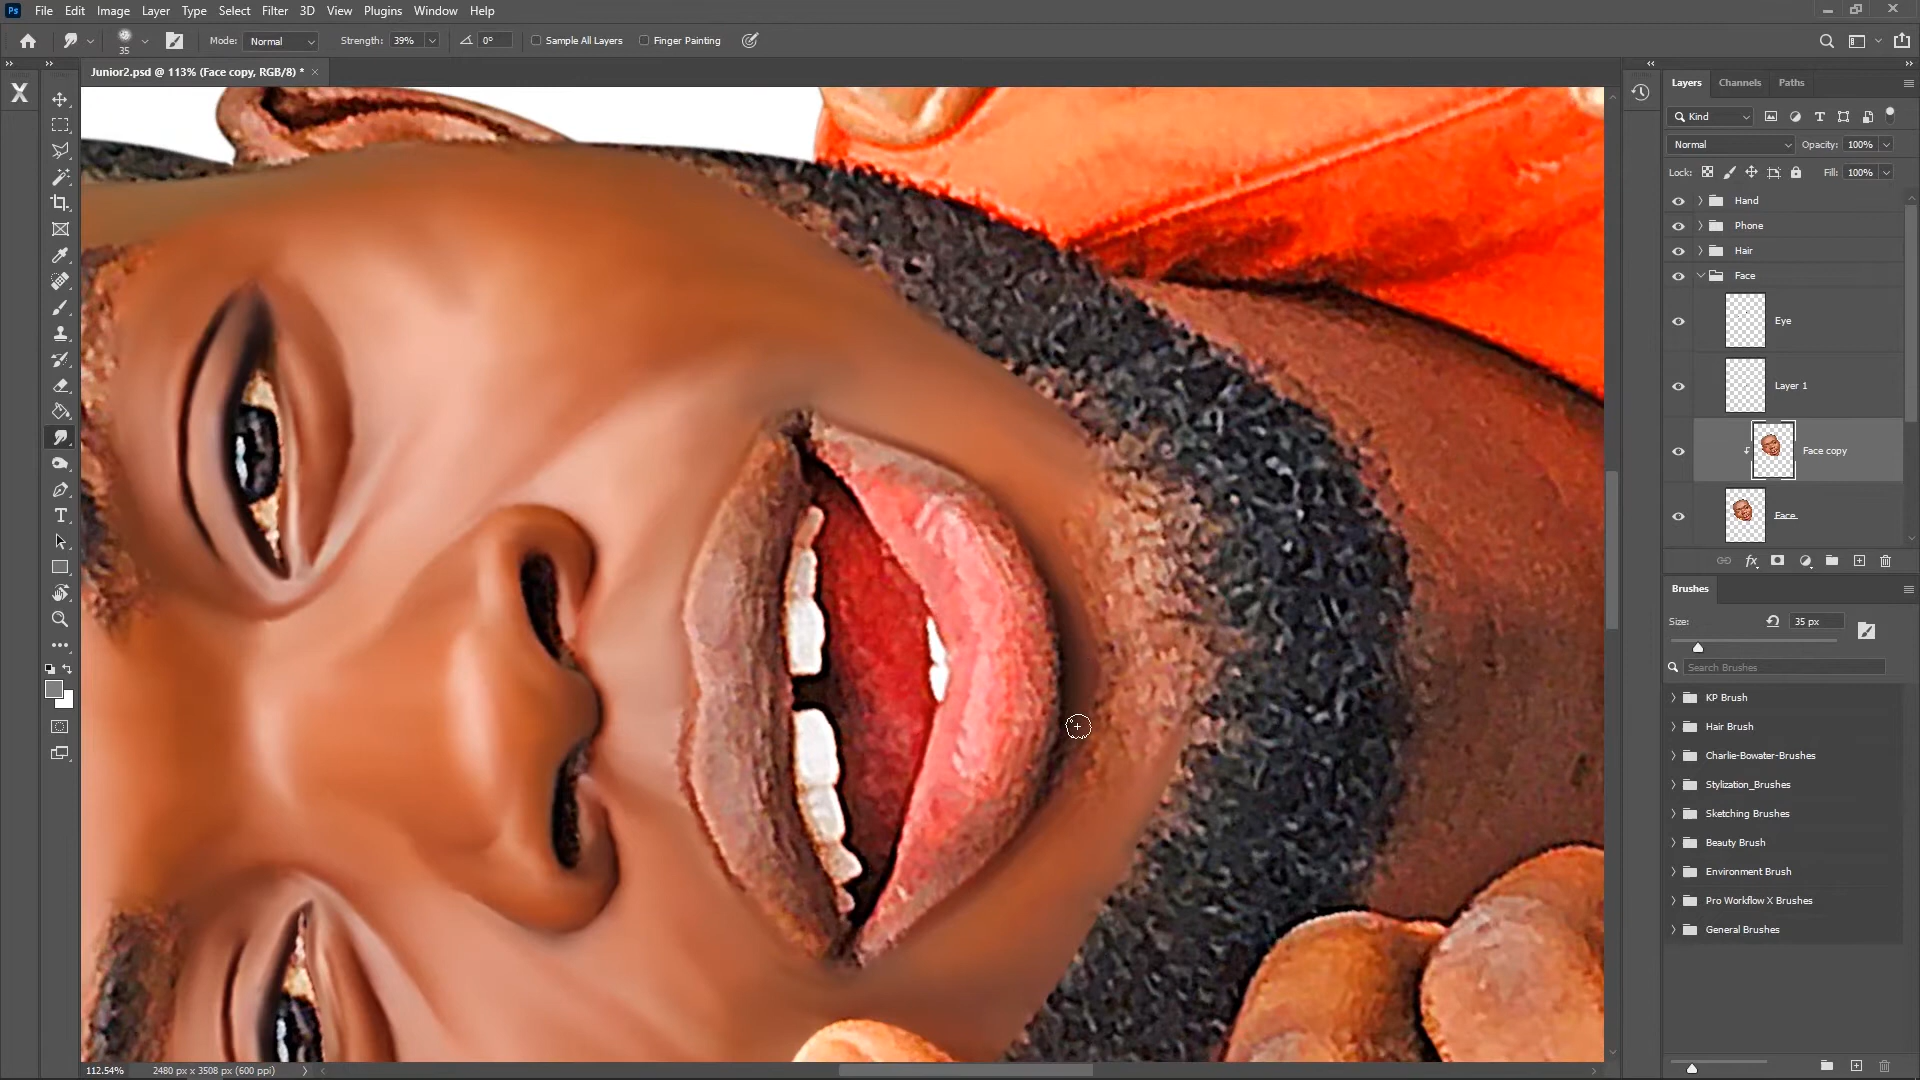 Ps File Edit Image Layer Type Select Filter 3D View Plugins Window Help
35 Mode: Normal Strength: 39% 0° Sample All Layers Finger Painting
Junior2.psd @ 113% (Face copy, RGB/8) * ×
X
T
Layers Channels Paths
Kind
Normal Opacity: 100%
Lock: Fill: 100%
Hand
Phone
Hair
Face
Eye
Layer 1
Face copy
Face
fx
Brushes
Size: 35 px
Search Brushes
KP Brush
Hair Brush
Charlie-Bowater-Brushes
Stylization_Brushes
Sketching Brushes
Beauty Brush
Environment Brush
Pro Workflow X Brushes
General Brushes
112.54% 2480 px x 3508 px (600 ppi)